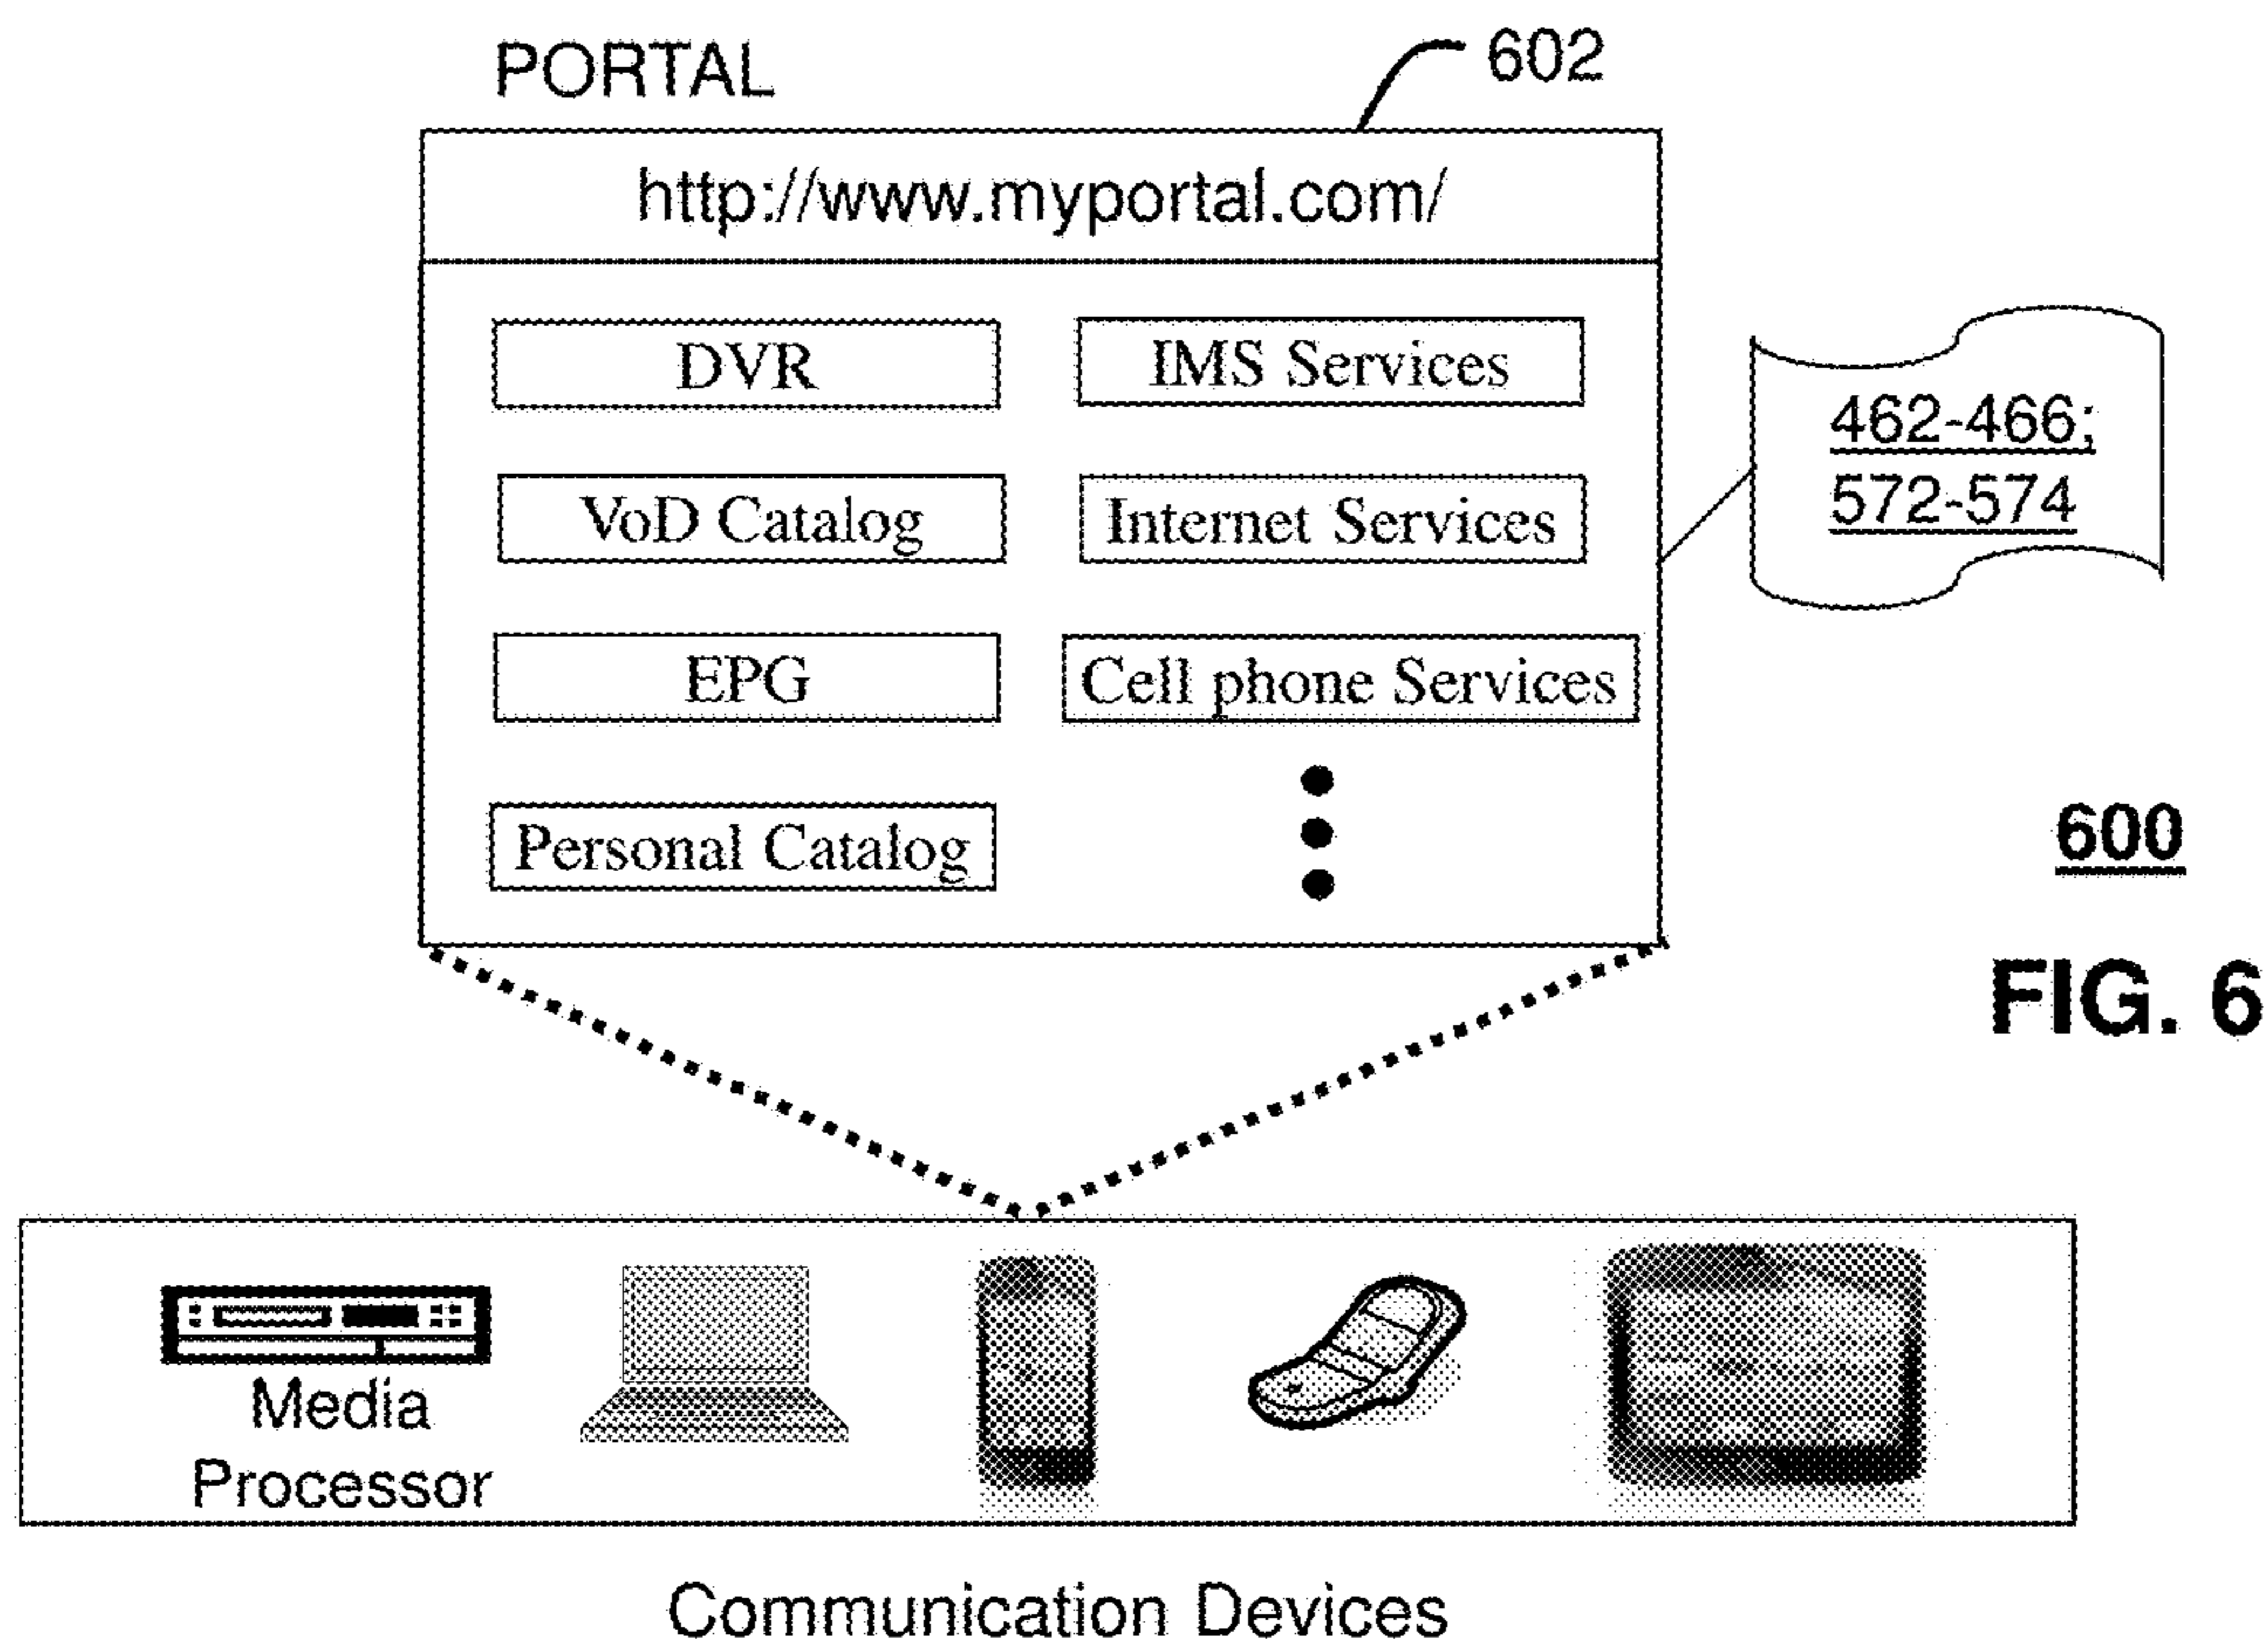 PORTAL
602
http://www.myportal.com/
DVR
IMS Services
462-466;
572-574
VoD Catalog
Internet Services
EPG
Cell phone Services
Personal Catalog
600
FIG. 6
Media
Processor
Communication Devices